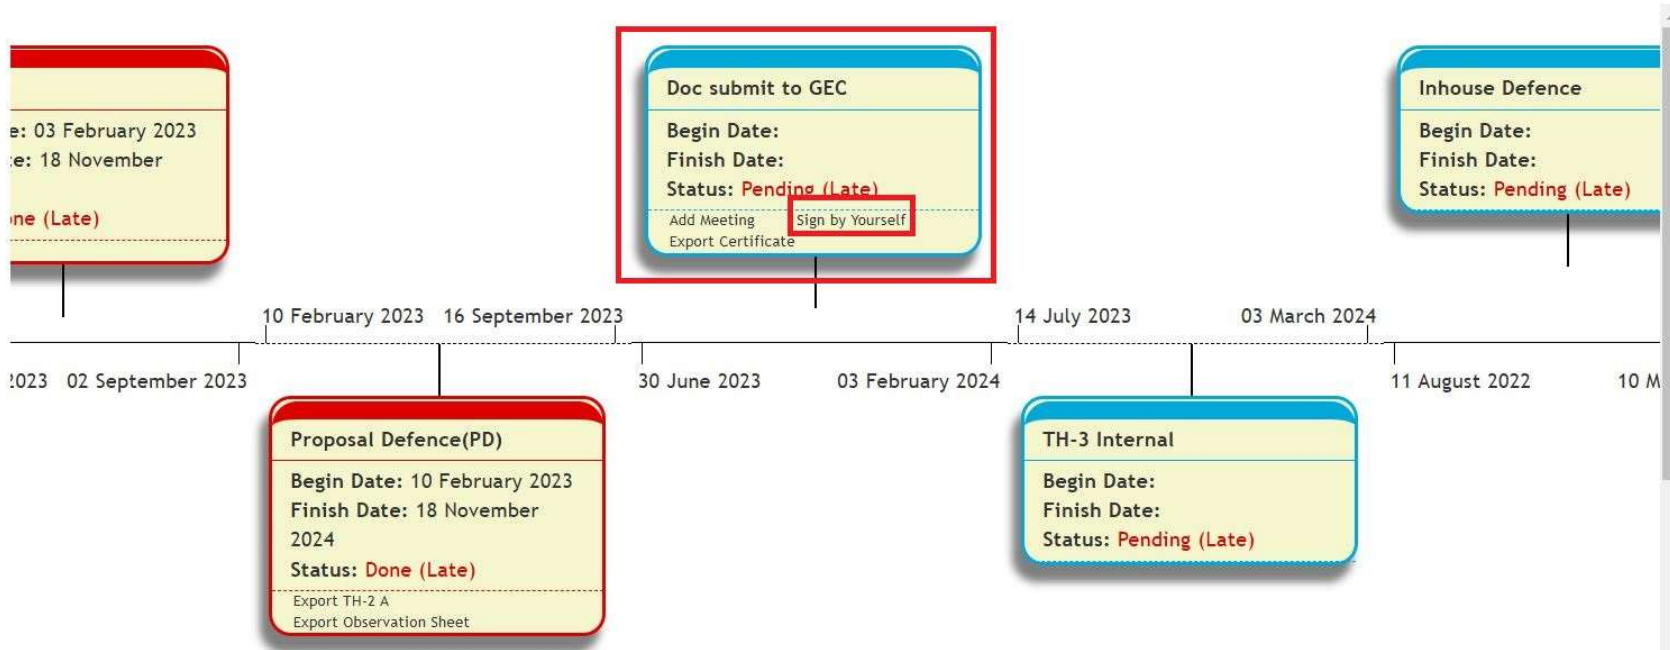 03 February 2023
18 November
(Late)
Doc submit to GEC
Begin Date:
Finish Date:
Status: Pending (Late)
Add Meeting Sign by Yourself
Export Certificate
Inhouse Defence
Begin Date:
Finish Date:
Status: Pending (Late)
10 February 2023 16 September 2023
14 July 2023 03 March 2024
2023 02 September 2023
30 June 2023 03 February 2024
11 August 2022 10
Proposal Defence(PD)
Begin Date: 10 February 2023
Finish Date: 18 November
2024
Status: Done (Late)
Export TH-2 A
Export Observation Sheet
TH-3 Internal
Begin Date:
Finish Date:
Status: Pending (Late)